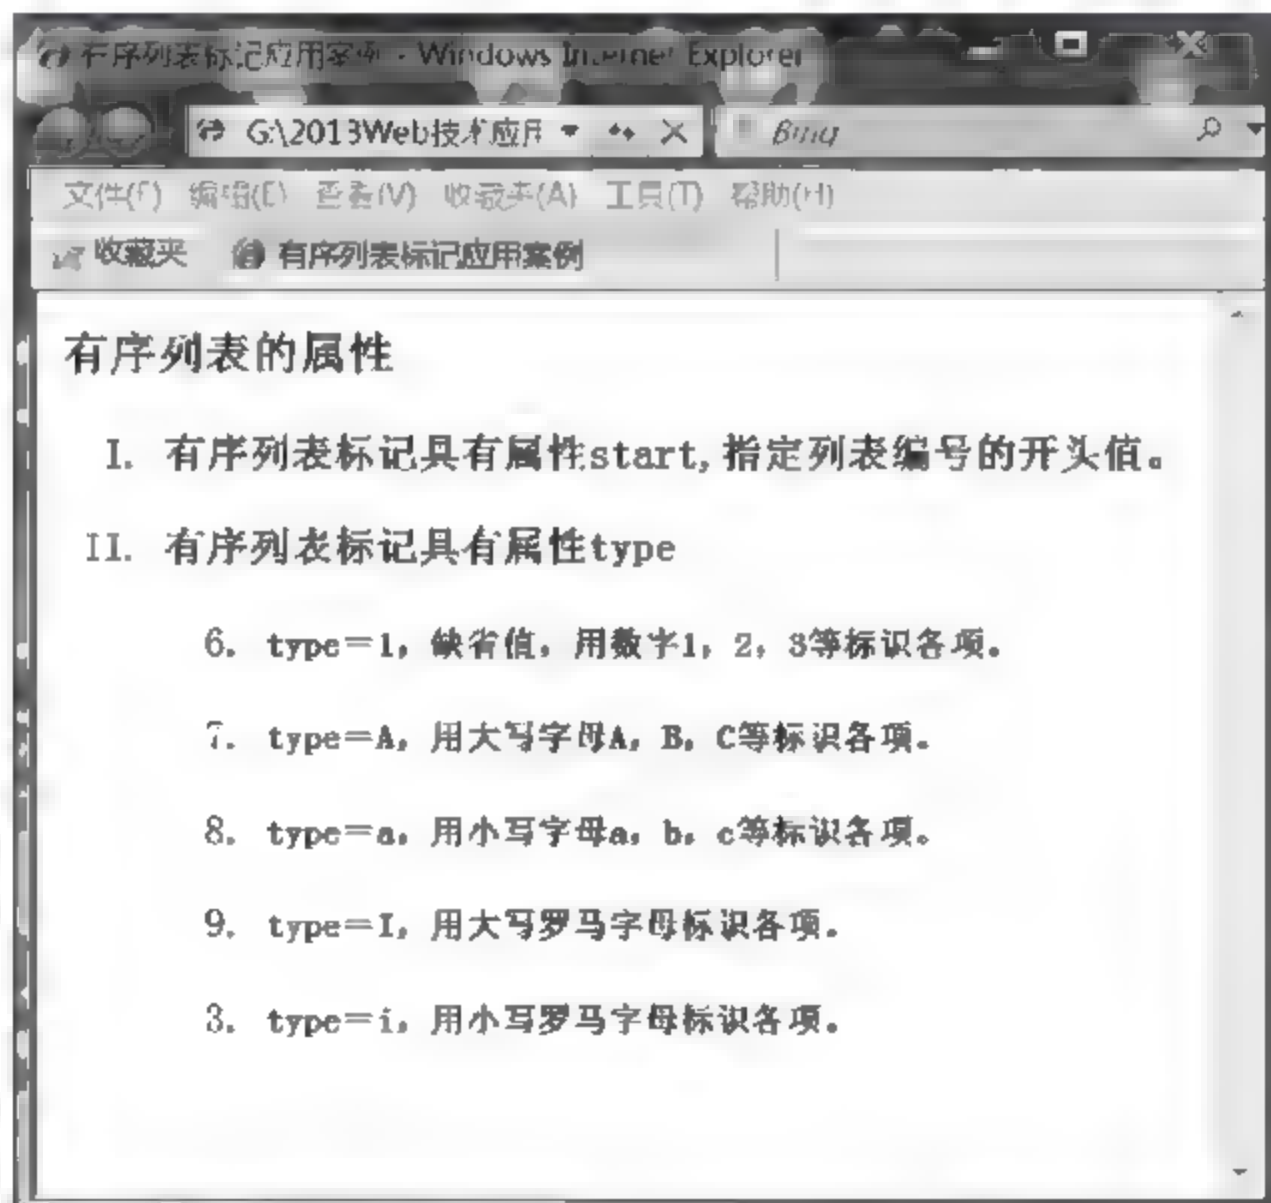 有序列表标记应用案例 - Windows Internet Explorer
G:\2013Web技术应用 Bing
文件(F) 编辑(E) 查看(V) 收藏夹(A) 工具(T) 帮助(H)
收藏夹 有序列表标记应用案例
有序列表的属性
I. 有序列表标记具有属性start,指定列表编号的开头值。
II. 有序列表标记具有属性type
6. type=1，缺省值，用数字1，2，3等标识各项。
7. type=A，用大写字母A，B，C等标识各项。
8. type=a，用小写字母a，b，c等标识各项。
9. type=I，用大写罗马字母标识各项。
3. type=i，用小写罗马字母标识各项。